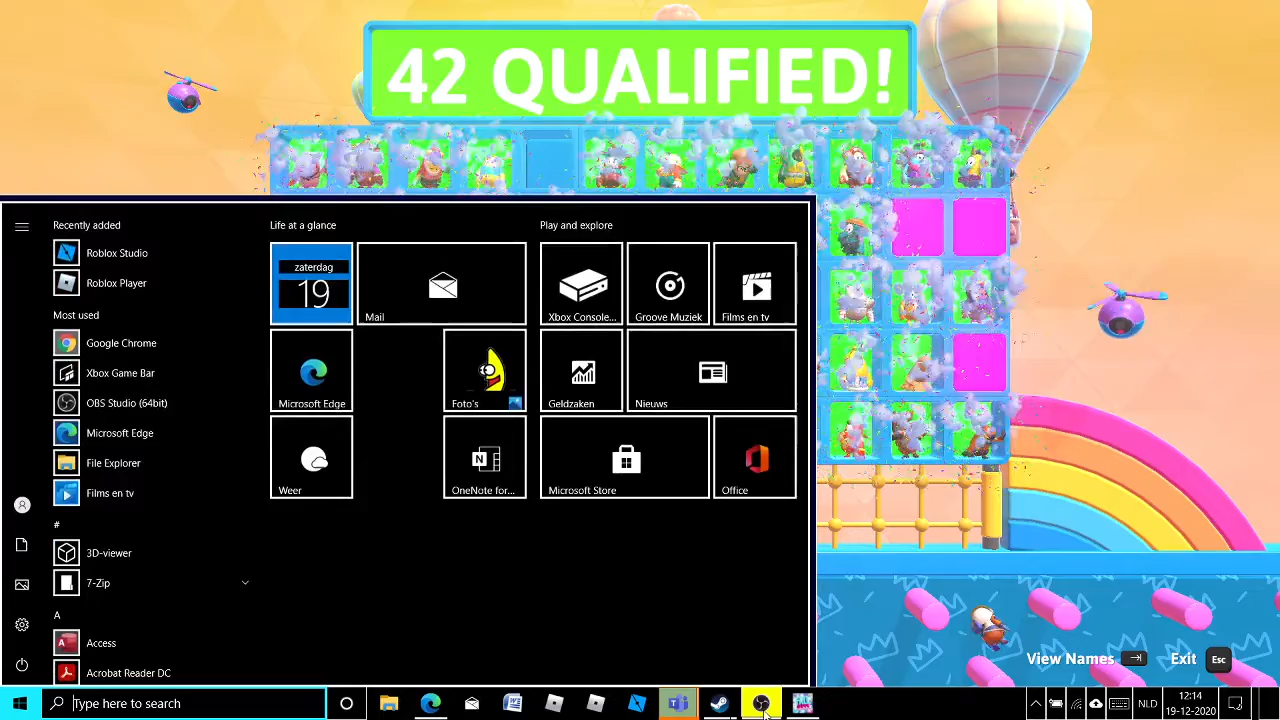 42 QUALIFIED!
Recently added
Roblox Studio
Roblox Player
Most used
Google Chrome
Xbox Game Bar
OBS Studio (64bit)
Microsoft Edge
File Explorer
Films en tv
#
3D-viewer
7-Zip
A
Access
Acrobat Reader DC
Life at a glance
zaterdag
19
Mail
Microsoft Edge
Foto's
Weer
OneNote for...
Play and explore
Xbox Console...
Groove Muziek
Films en tv
Geldzaken
Nieuws
Microsoft Store
Office
View Names
Exit
Esc
Type here to search
NLD
12:14
19-12-2020